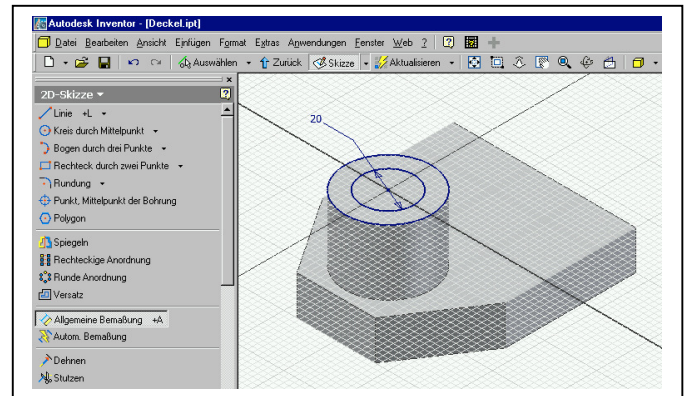 Autodesk Inventor - [Deckel.ipt]
Datei Bearbeiten Ansicht Einfügen Format Extras Anwendungen Fenster Web ?
Auswählen Zurück Skizze Aktualisieren
2D-Skizze
Linie +L
Kreis durch Mittelpunkt
Bogen durch drei Punkte
Rechteck durch zwei Punkte
Rundung
Punkt, Mittelpunkt der Bohrung
Polygon
Spiegeln
Rechteckige Anordnung
Runde Anordnung
Versatz
Allgemeine Bemaßung +A
Autom. Bemaßung
Dehnen
Stutzen
20